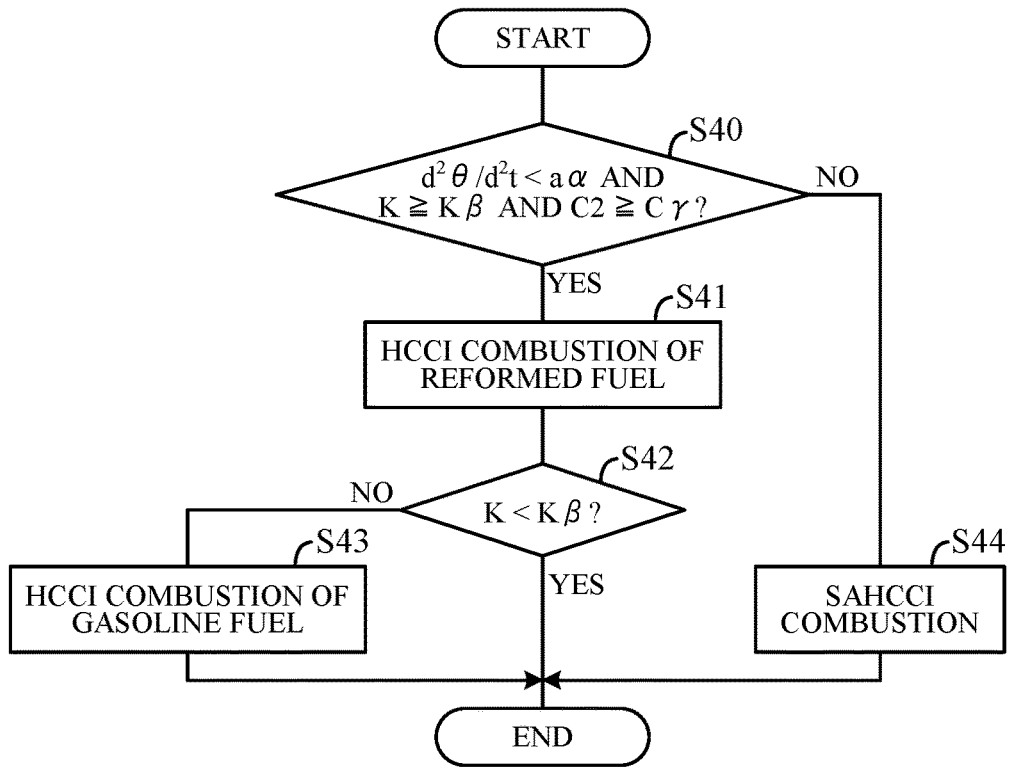 START
S40
d² θ /d²t < a α AND
K ≧ K β AND C2 ≧ C γ ?
NO
YES
S41
HCCI COMBUSTION OF
REFORMED FUEL
S42
NO
K < K β ?
S43
YES
S44
HCCI COMBUSTION OF
GASOLINE FUEL
SAHCCI
COMBUSTION
END